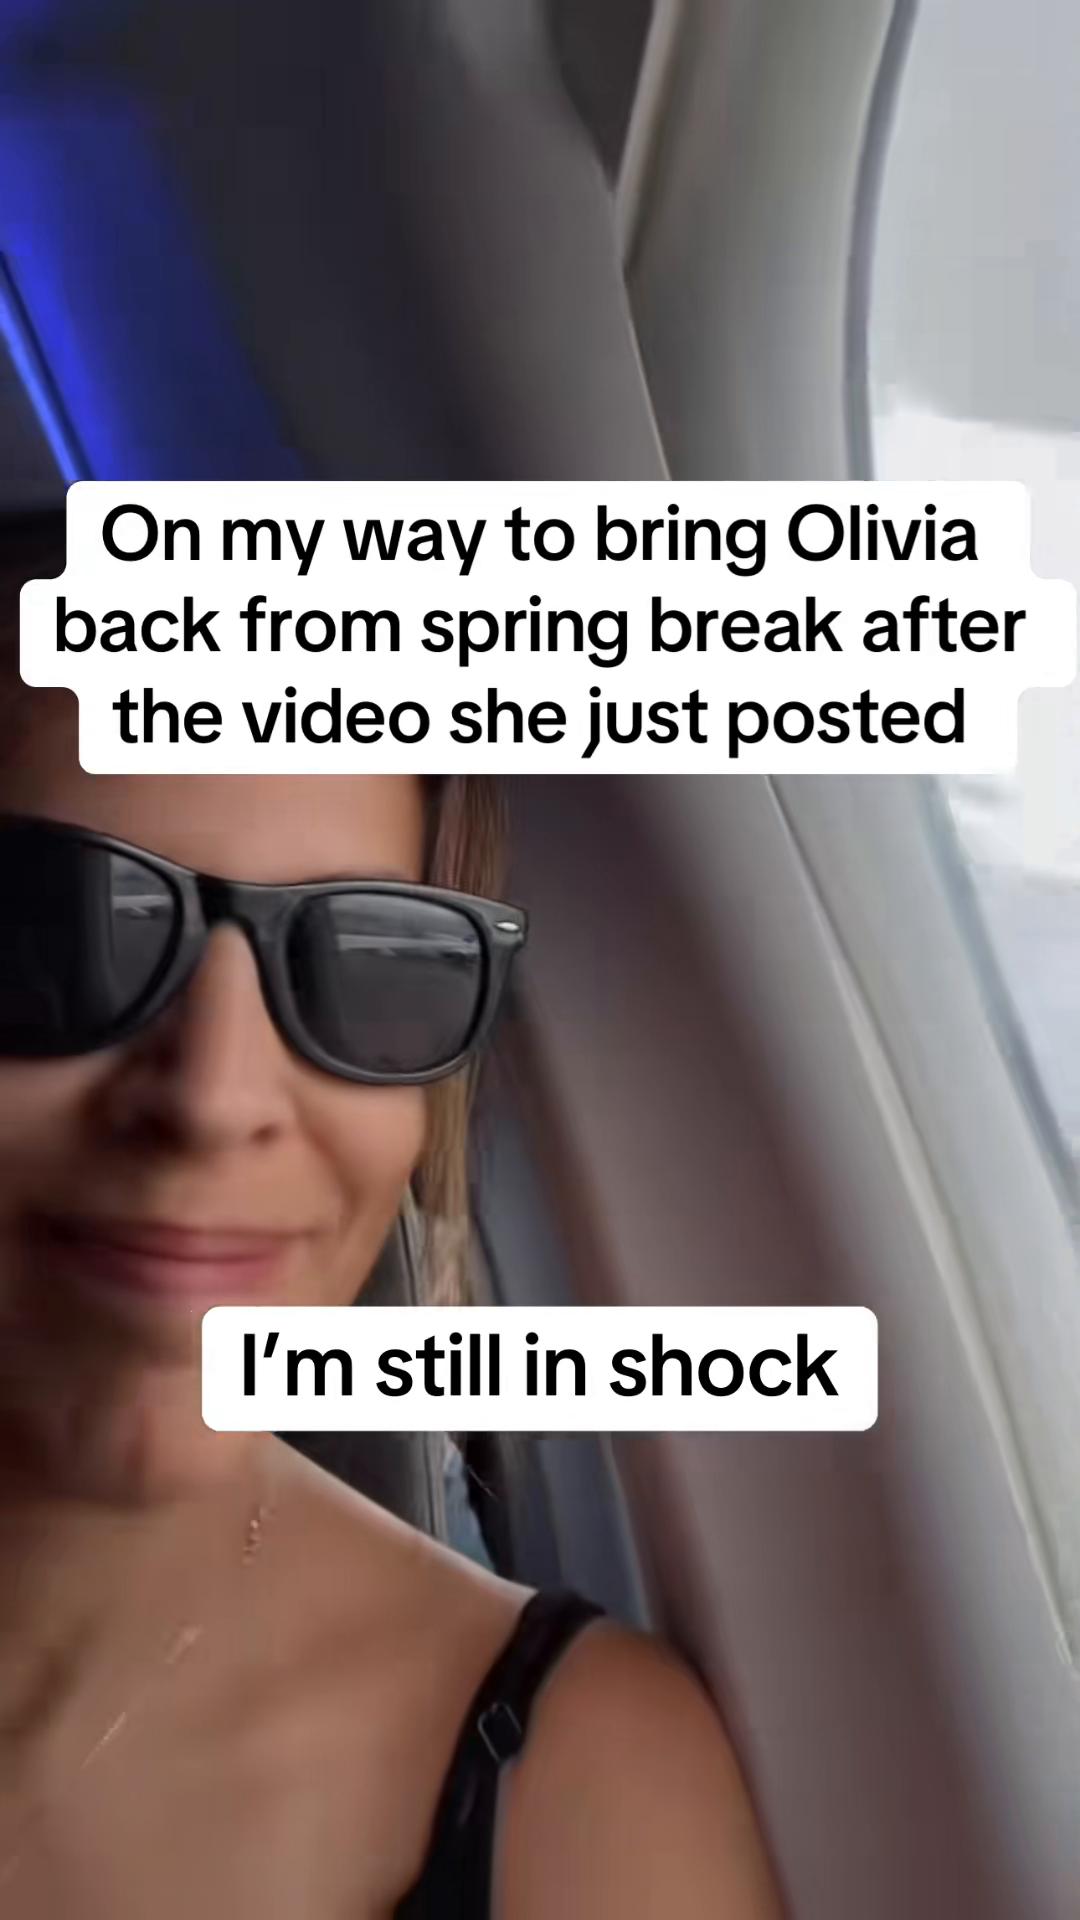 On my way to bring Olivia
back from spring break after
the video she just posted
I’m still in shock